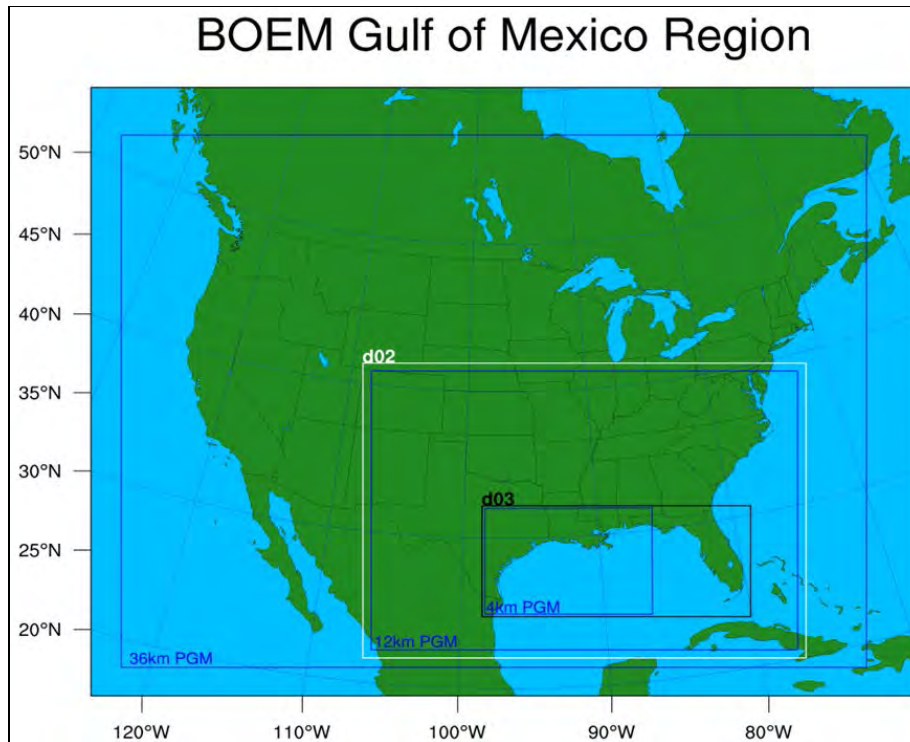 BOEM Gulf of Mexico Region
50°N
45°N
40°N
35°N
30°N
25°N
20°N
d02
d03
4km PGM
12km PGM
36km PGM
120°W
110°W
100°W
90°W
80°W